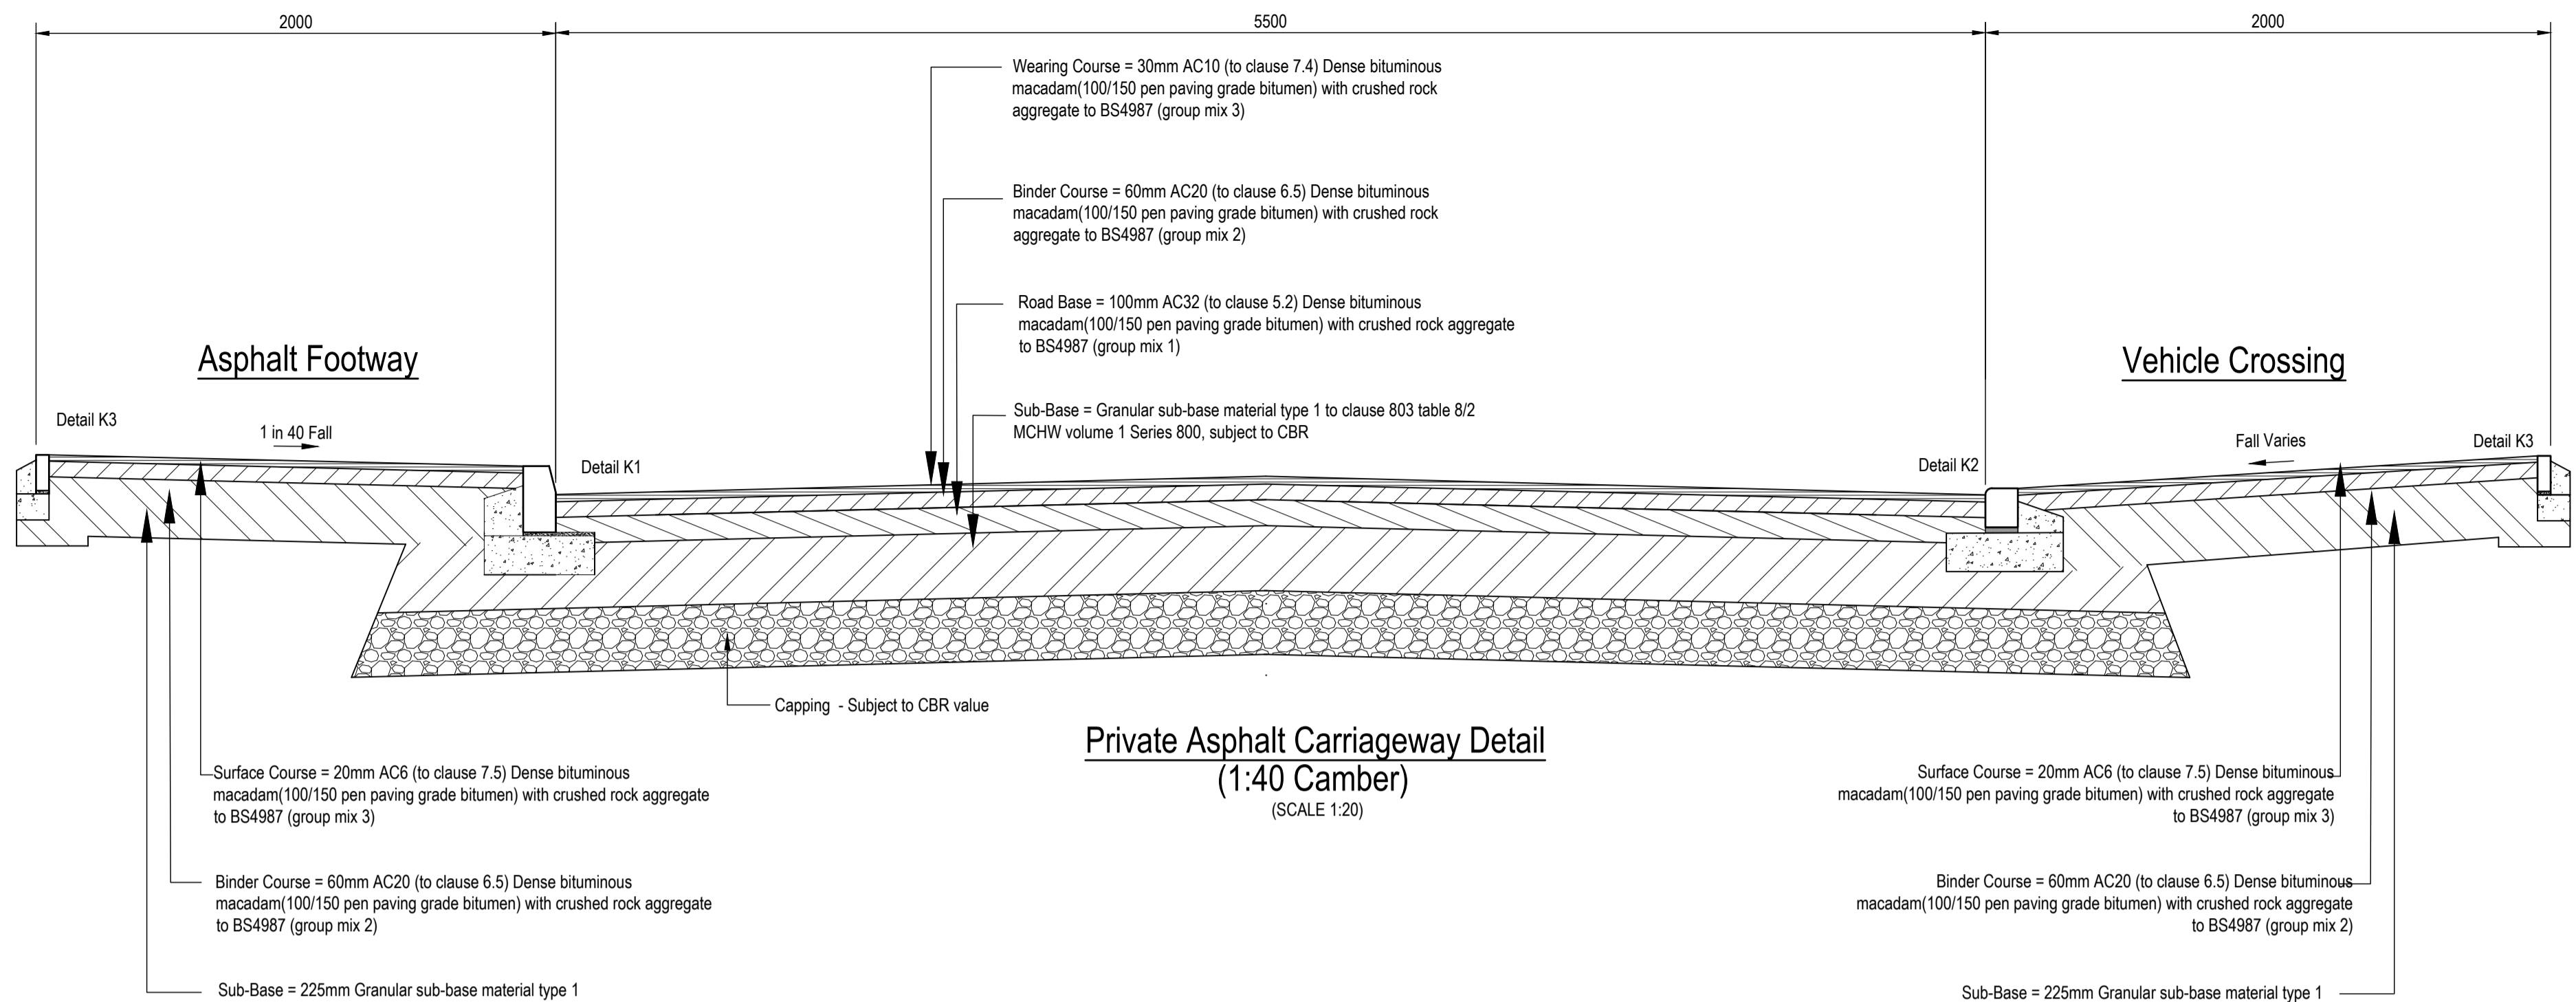 2000
5500
2000
Wearing Course = 30mm AC10 (to clause 7.4) Dense bituminous
macadam(100/150 pen paving grade bitumen) with crushed rock
aggregate to BS4987 (group mix 3)
Binder Course = 60mm AC20 (to clause 6.5) Dense bituminous
macadam(100/150 pen paving grade bitumen) with crushed rock
aggregate to BS4987 (group mix 2)
Road Base = 100mm AC32 (to clause 5.2) Dense bituminous
macadam(100/150 pen paving grade bitumen) with crushed rock aggregate
to BS4987 (group mix 1)
Sub-Base = Granular sub-base material type 1 to clause 803 table 8/2
MCHW volume 1 Series 800, subject to CBR
Asphalt Footway
Vehicle Crossing
Detail K3
1 in 40 Fall
Detail K1
Detail K2
Fall Varies
Detail K3
Capping - Subject to CBR value
Private Asphalt Carriageway Detail
(1:40 Camber)
(SCALE 1:20)
Surface Course = 20mm AC6 (to clause 7.5) Dense bituminous
macadam(100/150 pen paving grade bitumen) with crushed rock aggregate
to BS4987 (group mix 3)
Binder Course = 60mm AC20 (to clause 6.5) Dense bituminous
macadam(100/150 pen paving grade bitumen) with crushed rock aggregate
to BS4987 (group mix 2)
Sub-Base = 225mm Granular sub-base material type 1
Surface Course = 20mm AC6 (to clause 7.5) Dense bituminous
macadam(100/150 pen paving grade bitumen) with crushed rock aggregate
to BS4987 (group mix 3)
Binder Course = 60mm AC20 (to clause 6.5) Dense bituminous
macadam(100/150 pen paving grade bitumen) with crushed rock aggregate
to BS4987 (group mix 2)
Sub-Base = 225mm Granular sub-base material type 1